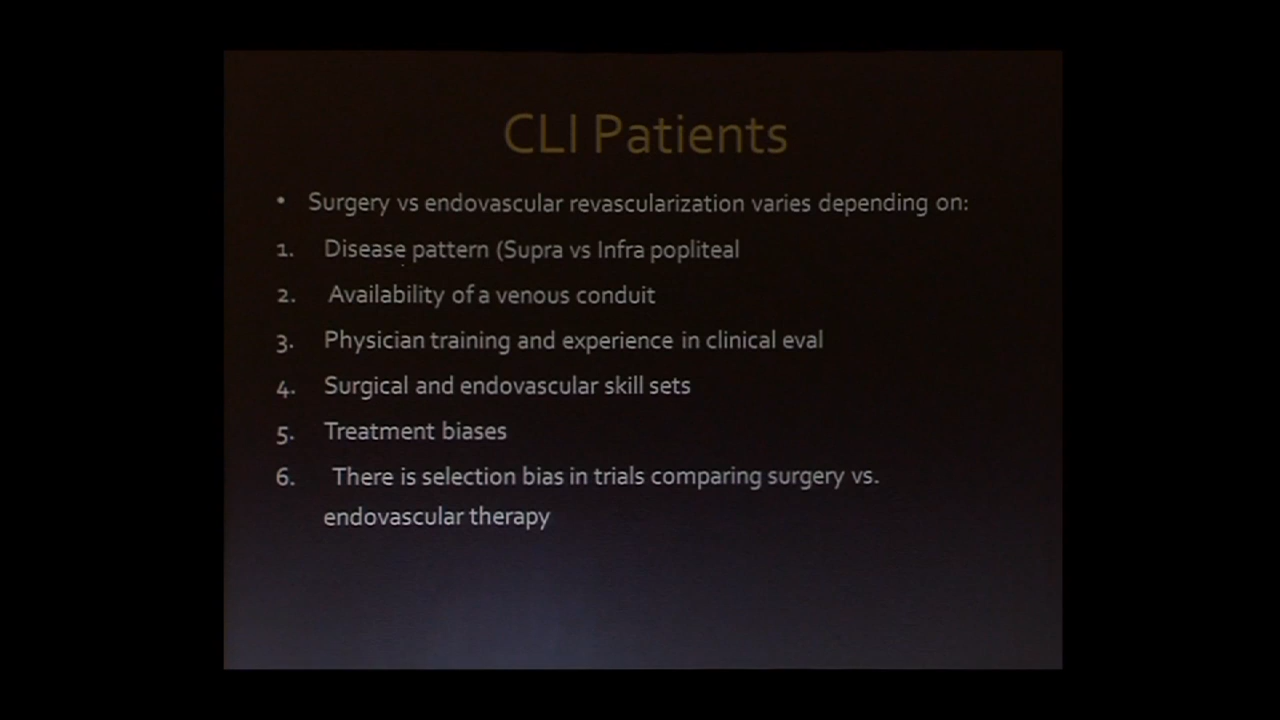 CLI Patients
• Surgery vs endovascular revascularization varies depending on:
1. Disease pattern (Supra vs Infra popliteal
2. Availability of a venous conduit
3. Physician training and experience in clinical eval
4. Surgical and endovascular skill sets
5. Treatment biases
6. There is selection bias in trials comparing surgery vs.
endovascular therapy